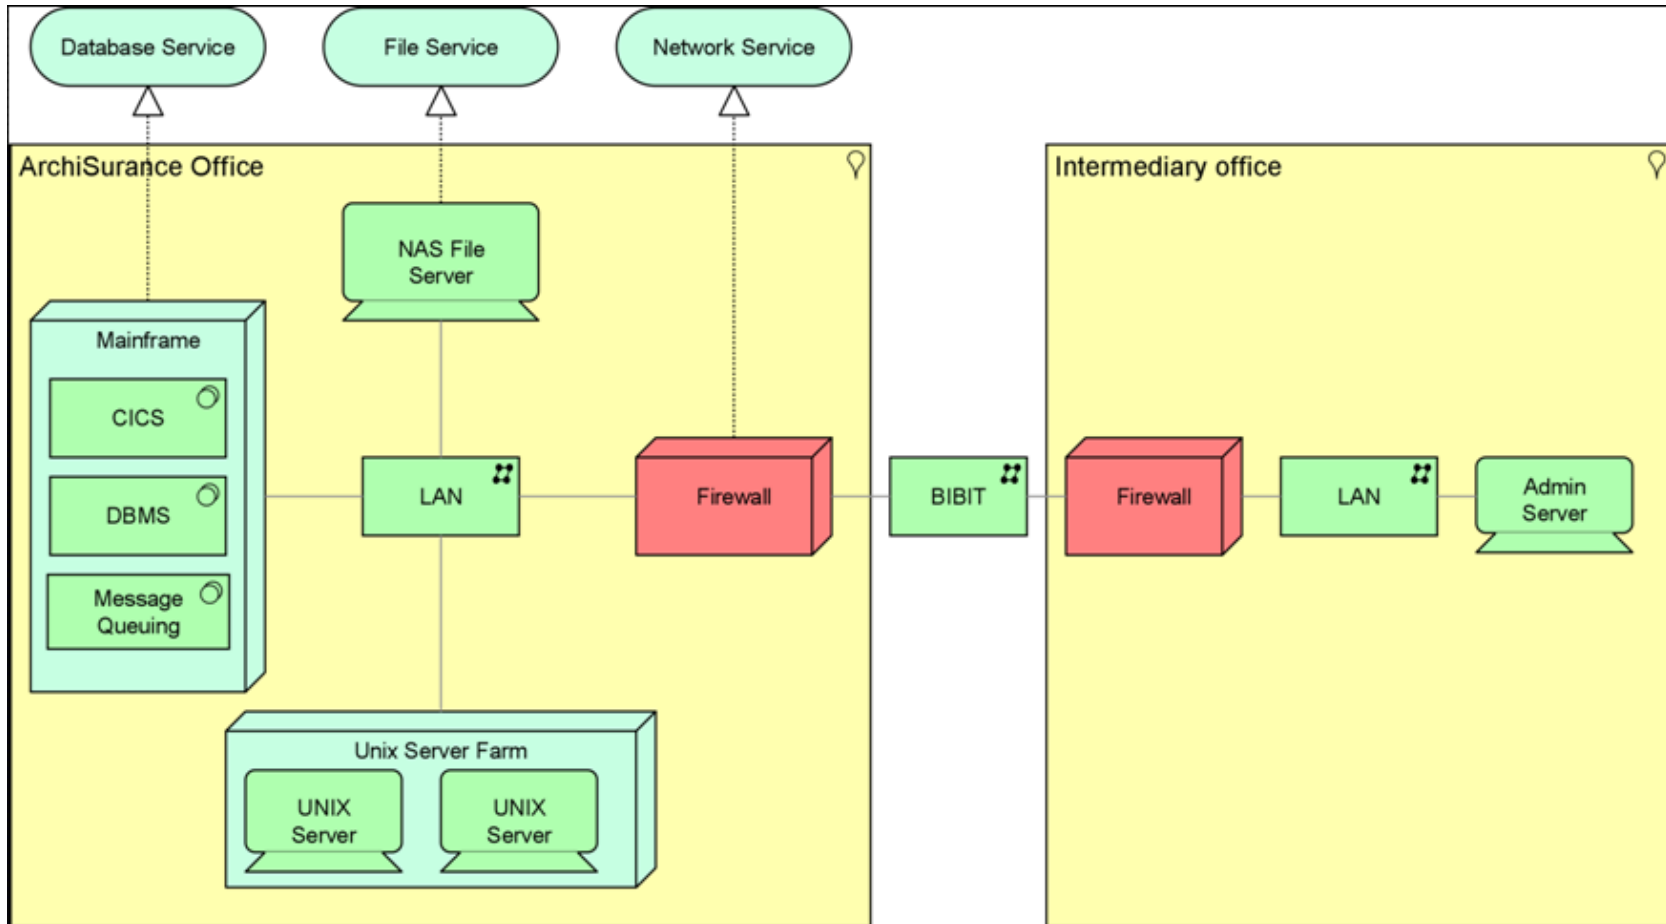 Database Service
File Service
Network Service
ArchiSurance Office
Intermediary office
NAS File
Server
Mainframe
CICS
DBMS
Message
Queuing
LAN
Firewall
BIBIT
Firewall
LAN
Admin
Server
Unix Server Farm
UNIX
Server
UNIX
Server